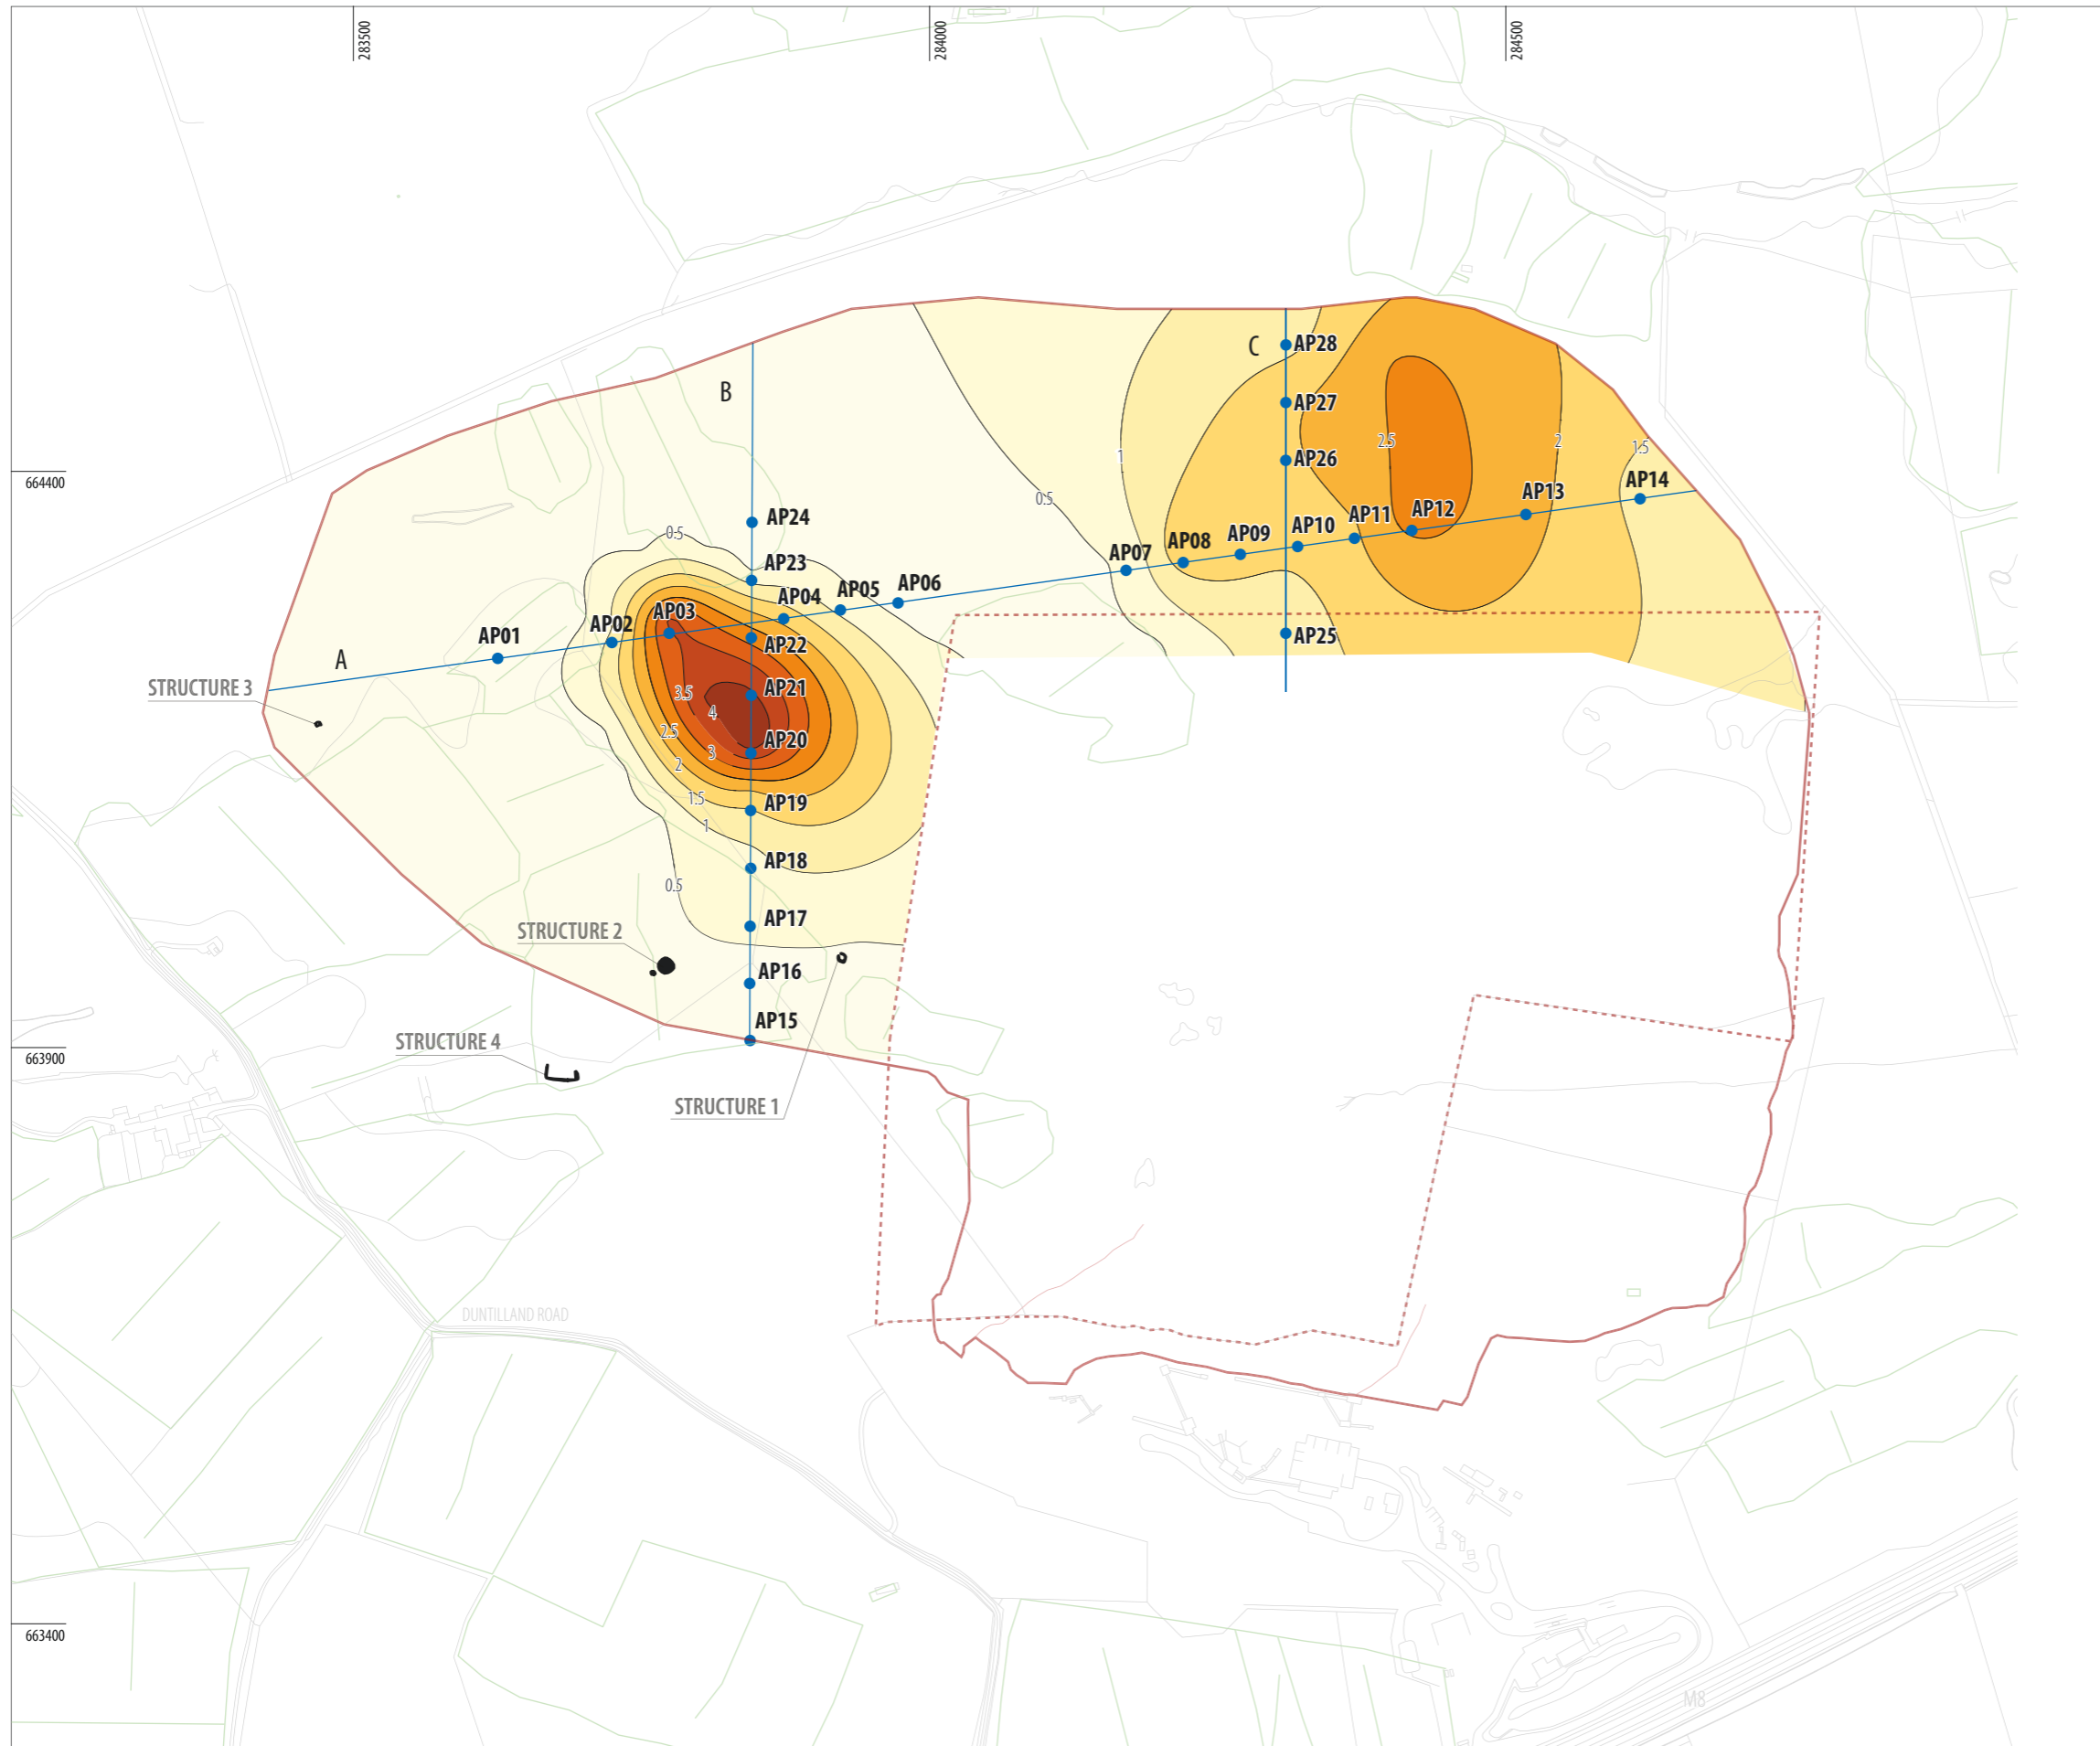 283500
284000
284500
C
AP28
B
AP27
2.5
2
1.5
1
AP26
664400
AP14
0.5
AP13
AP12
AP24
AP11
0.5
AP10
AP09
AP08
AP07
AP23
AP06
AP05
AP04
AP03
AP02
AP01
AP22
AP25
A
STRUCTURE 3
3.5
AP21
4
2.5
AP20
3
2
1.5
AP19
1
AP18
0.5
AP17
STRUCTURE 2
AP16
AP15
STRUCTURE 4
663900
STRUCTURE 1
DUNTILLAND ROAD
663400
M8